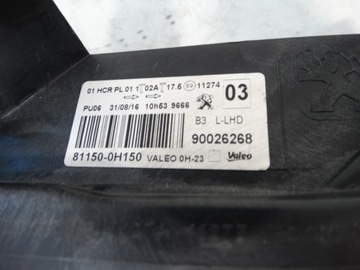 01 HCR PL 01 1 02A 17.5 E9 11274
03
PU06 31/08/16 10h53 9666
B3 L-LHD
90026268
81150-0H150 VALEO 0H-23 Valeo